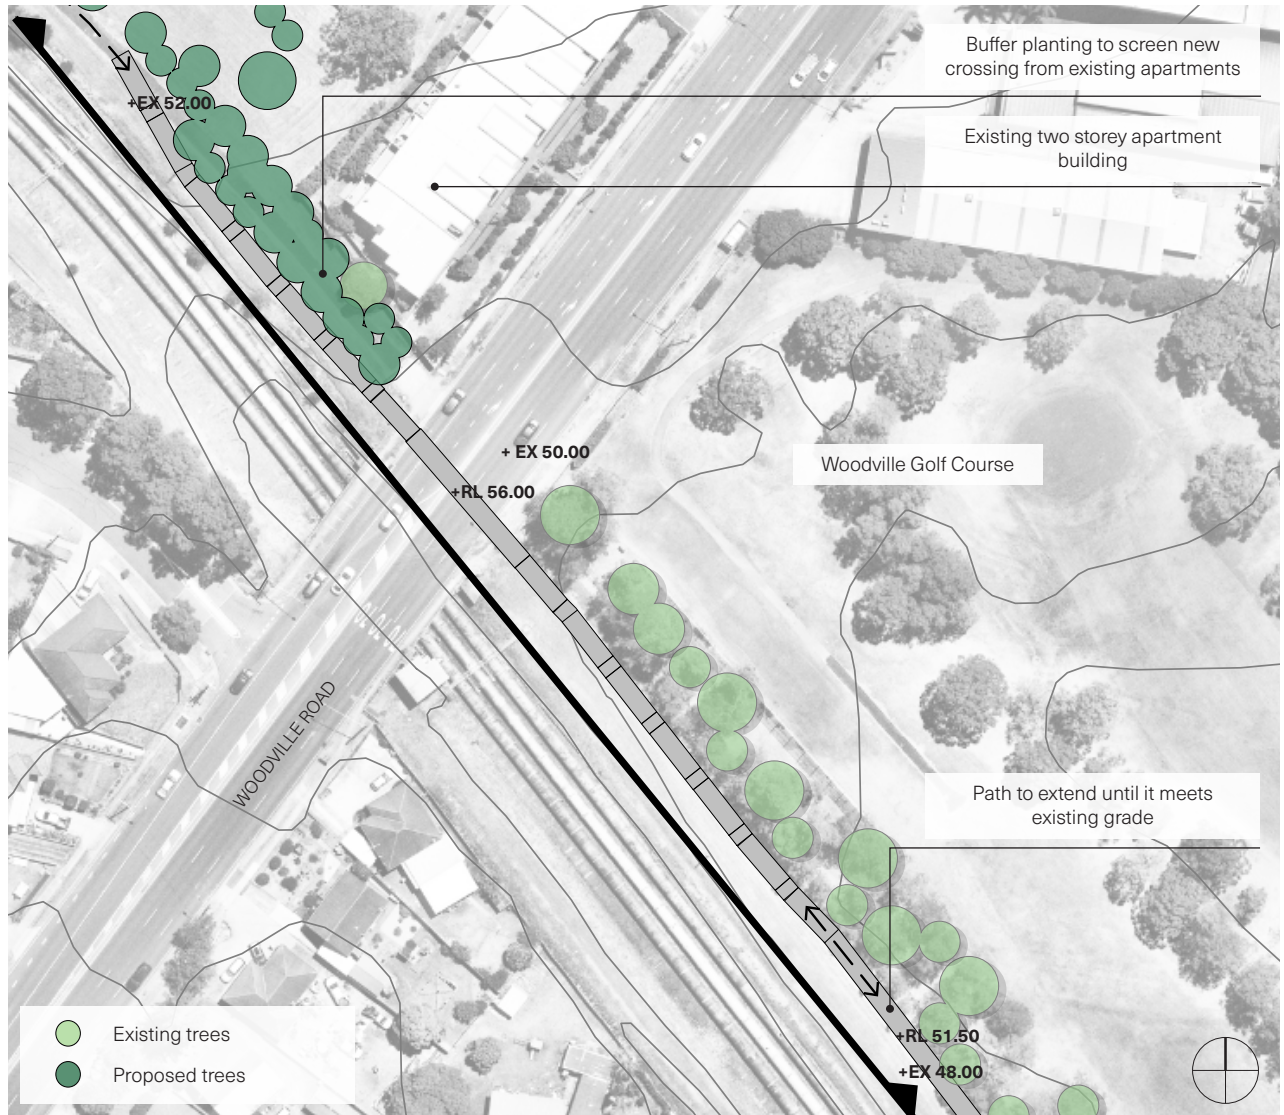 Buffer planting to screen new
crossing from existing apartments
+EX 52.00
Existing two storey apartment
building
+ EX 50.00
Woodville Golf Course
+RL 56.00
WOODVILLE ROAD
Path to extend until it meets
existing grade
Existing trees
+RL 51.50
Proposed trees
+EX 48.00